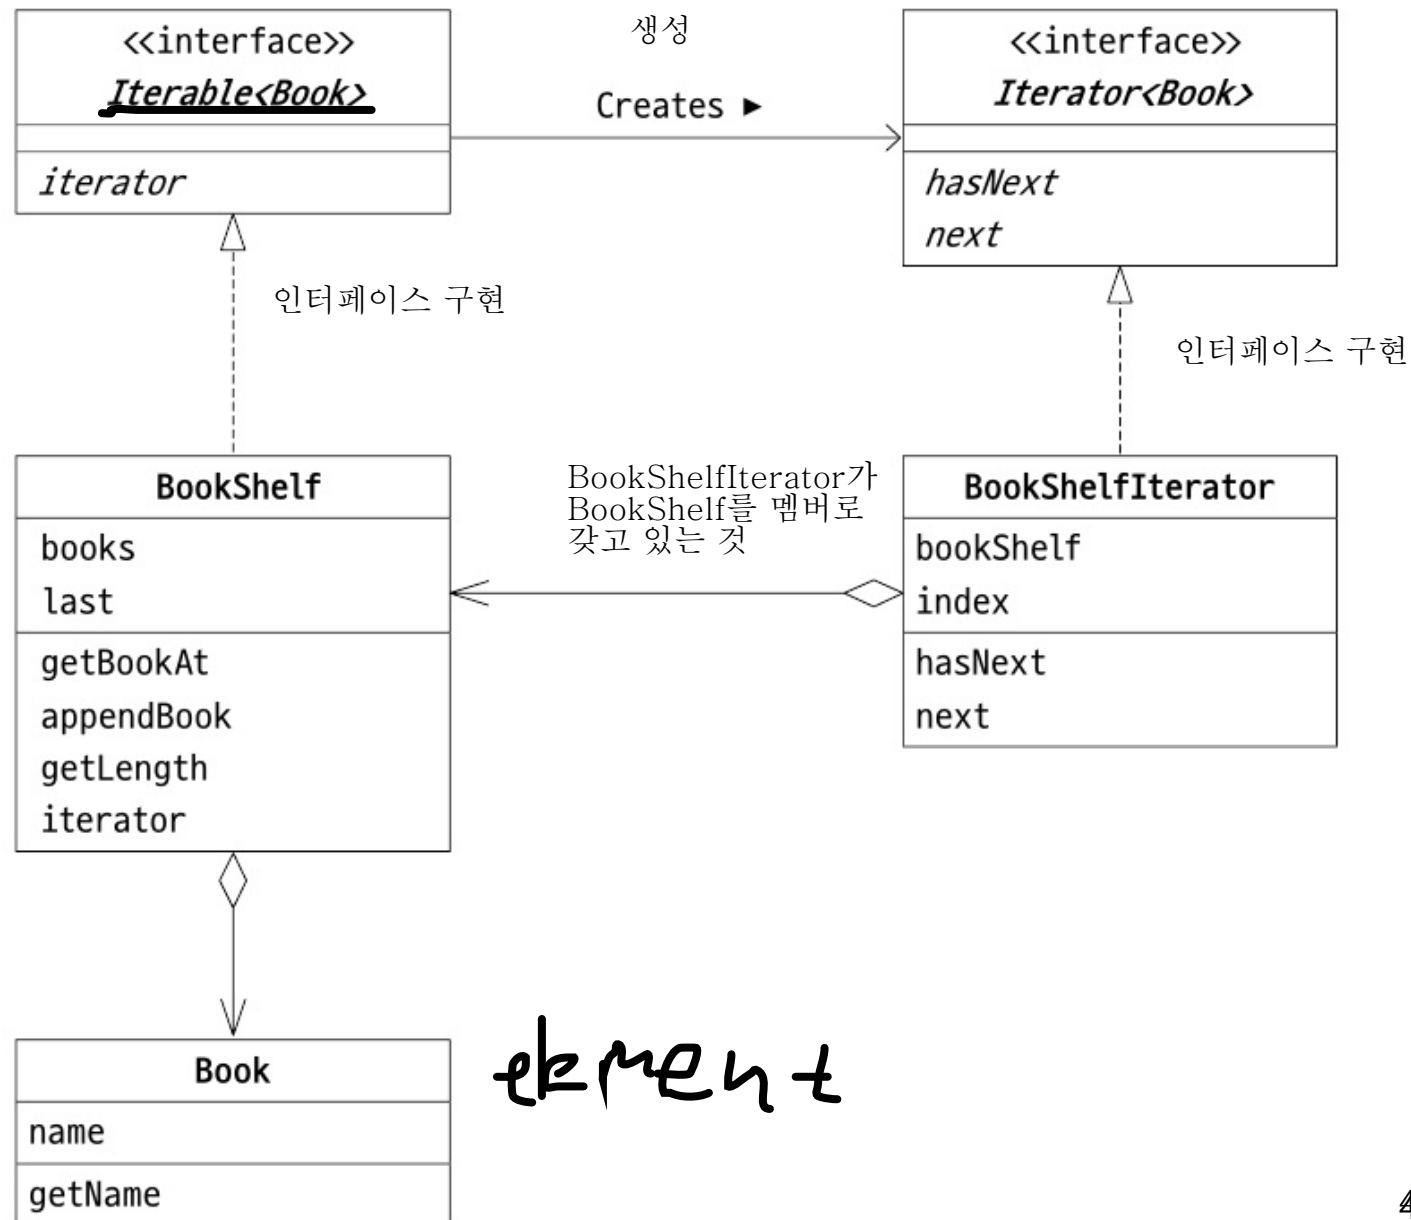 <<interface>>
Iterable<Book>
iterator
생성
Creates ►
<<interface>>
Iterator<Book>
hasNext
next
인터페이스 구현
인터페이스 구현
BookShelf
books
last
getBookAt
appendBook
getLength
iterator
BookShelfIterator가
BookShelf를 멤버로
갖고 있는 것
BookShelfIterator
bookShelf
index
hasNext
next
Book
name
getName
element